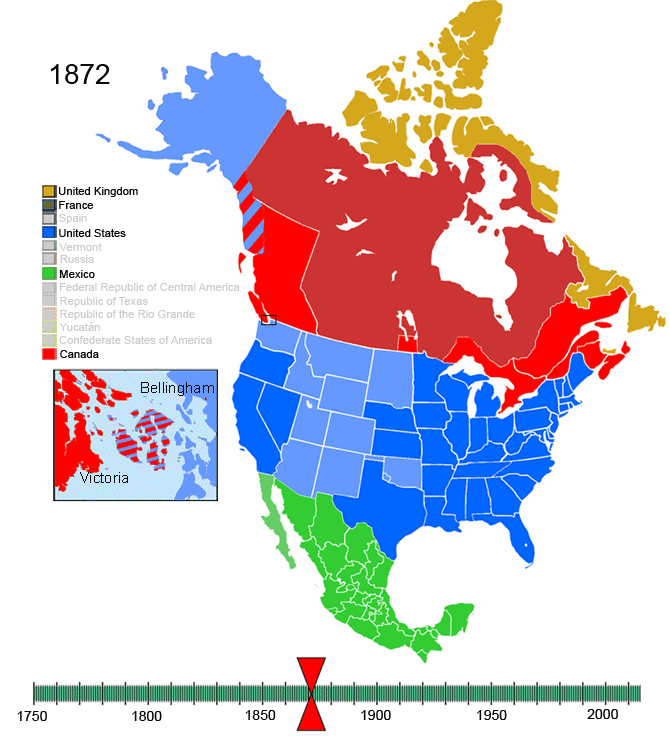 1872
United Kingdom
France
Spain
United States
Vermont
Russia
Mexico
Federal Republic of Central America
Republic of Texas
Republic of the Rio Grande
Yucatán
Confederate States of America
Canada
Bellingham
Victoria
1750 1800 1850 1900 1950 2000